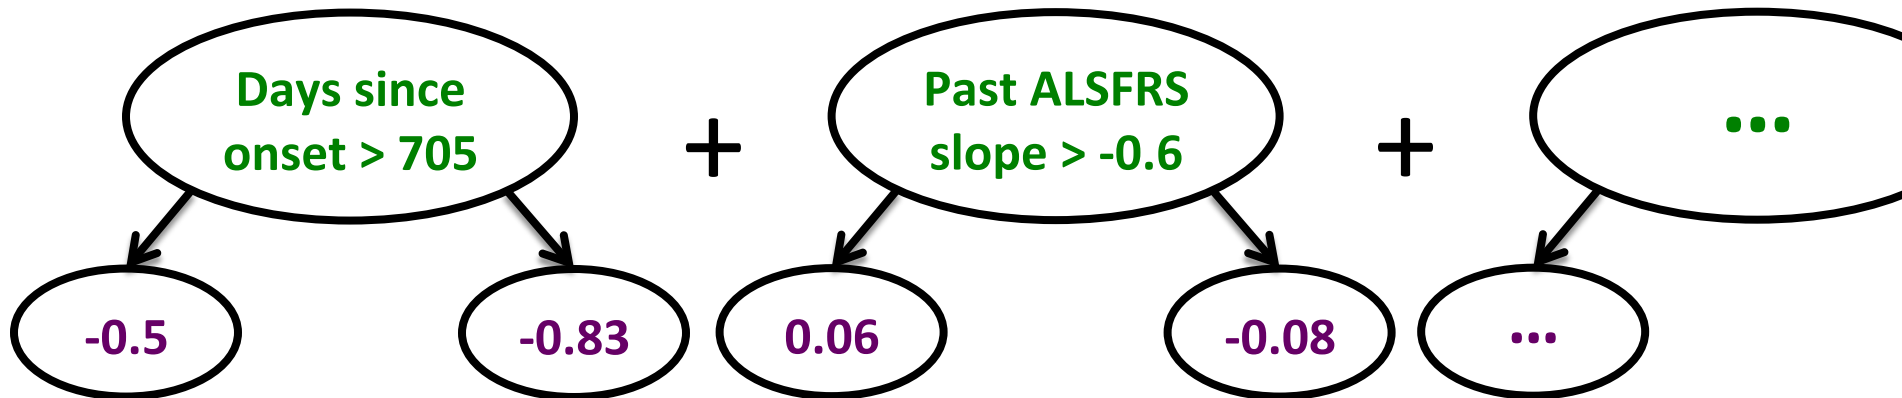 Days since
onset > 705
+
Past ALSFRS
slope > -0.6
+
...
-0.5
-0.83
0.06
-0.08
...